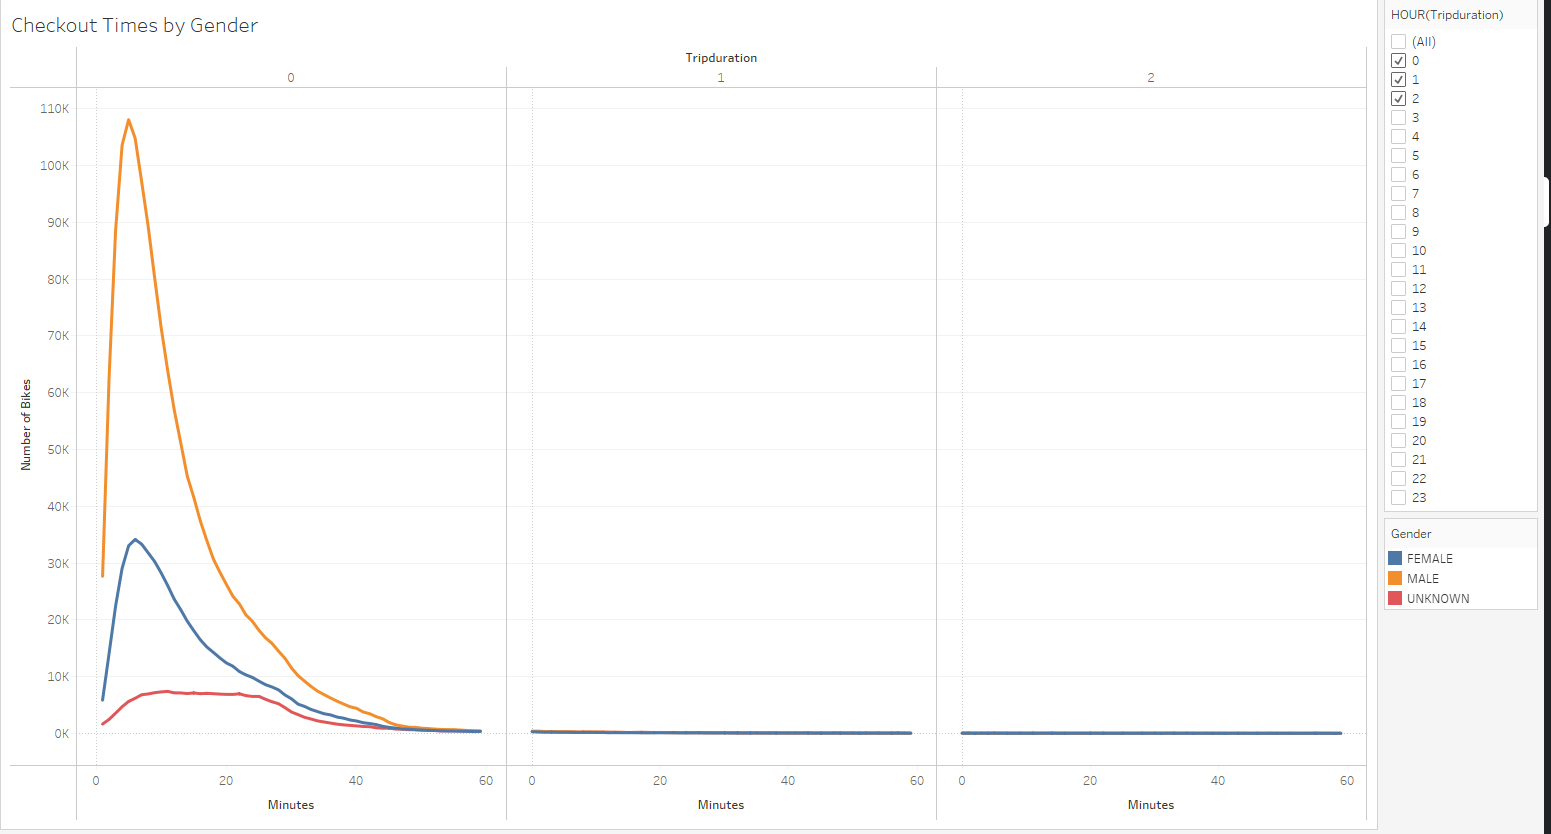 Checkout Times by Gender
Tripduration
0 1 2
110K
100K
90K
80K
70K
60K
50K
40K
30K
20K
10K
0K
Number of Bikes
0 20 40 60 0 20 40 60 0 20 40 60
Minutes Minutes Minutes
HOUR(Tripduration)
(All)
0
1
2
3
4
5
6
7
8
9
10
11
12
13
14
15
16
17
18
19
20
21
22
23
Gender
FEMALE
MALE
UNKNOWN